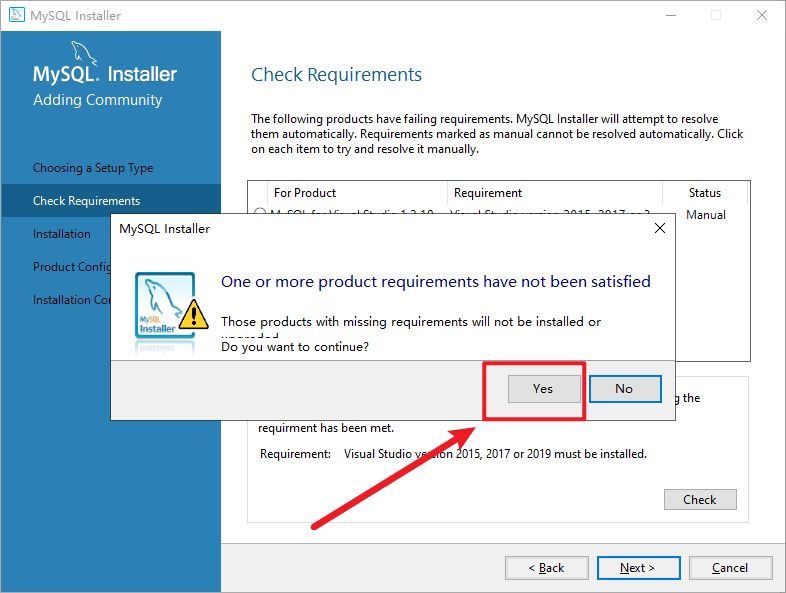 MySQL Installer
MySQL® Installer
Adding Community
Choosing a Setup Type
Check Requirements
Installation
Product Config
Installation Co
Check Requirements
The following products have failing requirements. MySQL Installer will attempt to resolve
them automatically. Requirements marked as manual cannot be resolved automatically. Click
on each item to try and resolve it manually.
For Product Requirement Status
MySQL for Visual Studio 1.2.10 Visual Studio version 2015, 2017 or 2 Manual
MySQL Installer
One or more product requirements have not been satisfied
MySQL
Installer
Those products with missing requirements will not be installed or
upgraded.
Do you want to continue?
Yes No
g the
requirment has been met.
Requirement: Visual Studio version 2015, 2017 or 2019 must be installed.
Check
< Back Next > Cancel